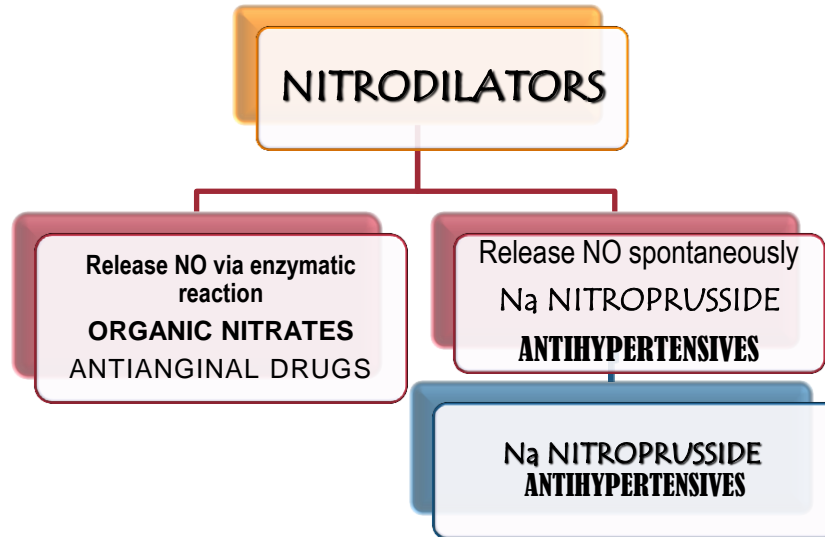 NITRODILATORS
Release NO via enzymatic
reaction
ORGANIC NITRATES
ANTIANGINAL DRUGS
Release NO spontaneously
Na NITROPRUSSIDE
ANTIHYPERTENSIVES
Na NITROPRUSSIDE
ANTIHYPERTENSIVES